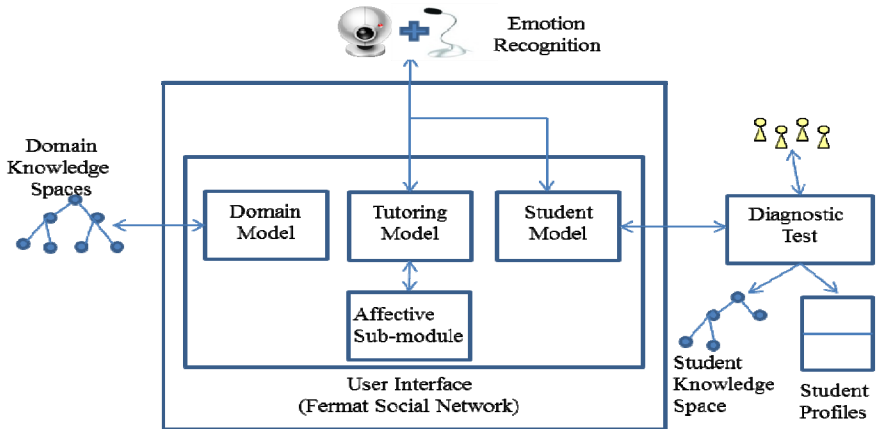 Emotion
Recognition
Domain
Knowledge
Spaces
Domain
Model
Tutoring
Model
Student
Model
Diagnostic
Test
Affective
Sub-module
User Interface
(Fermat Social Network)
Student
Knowledge
Space
Student
Profiles